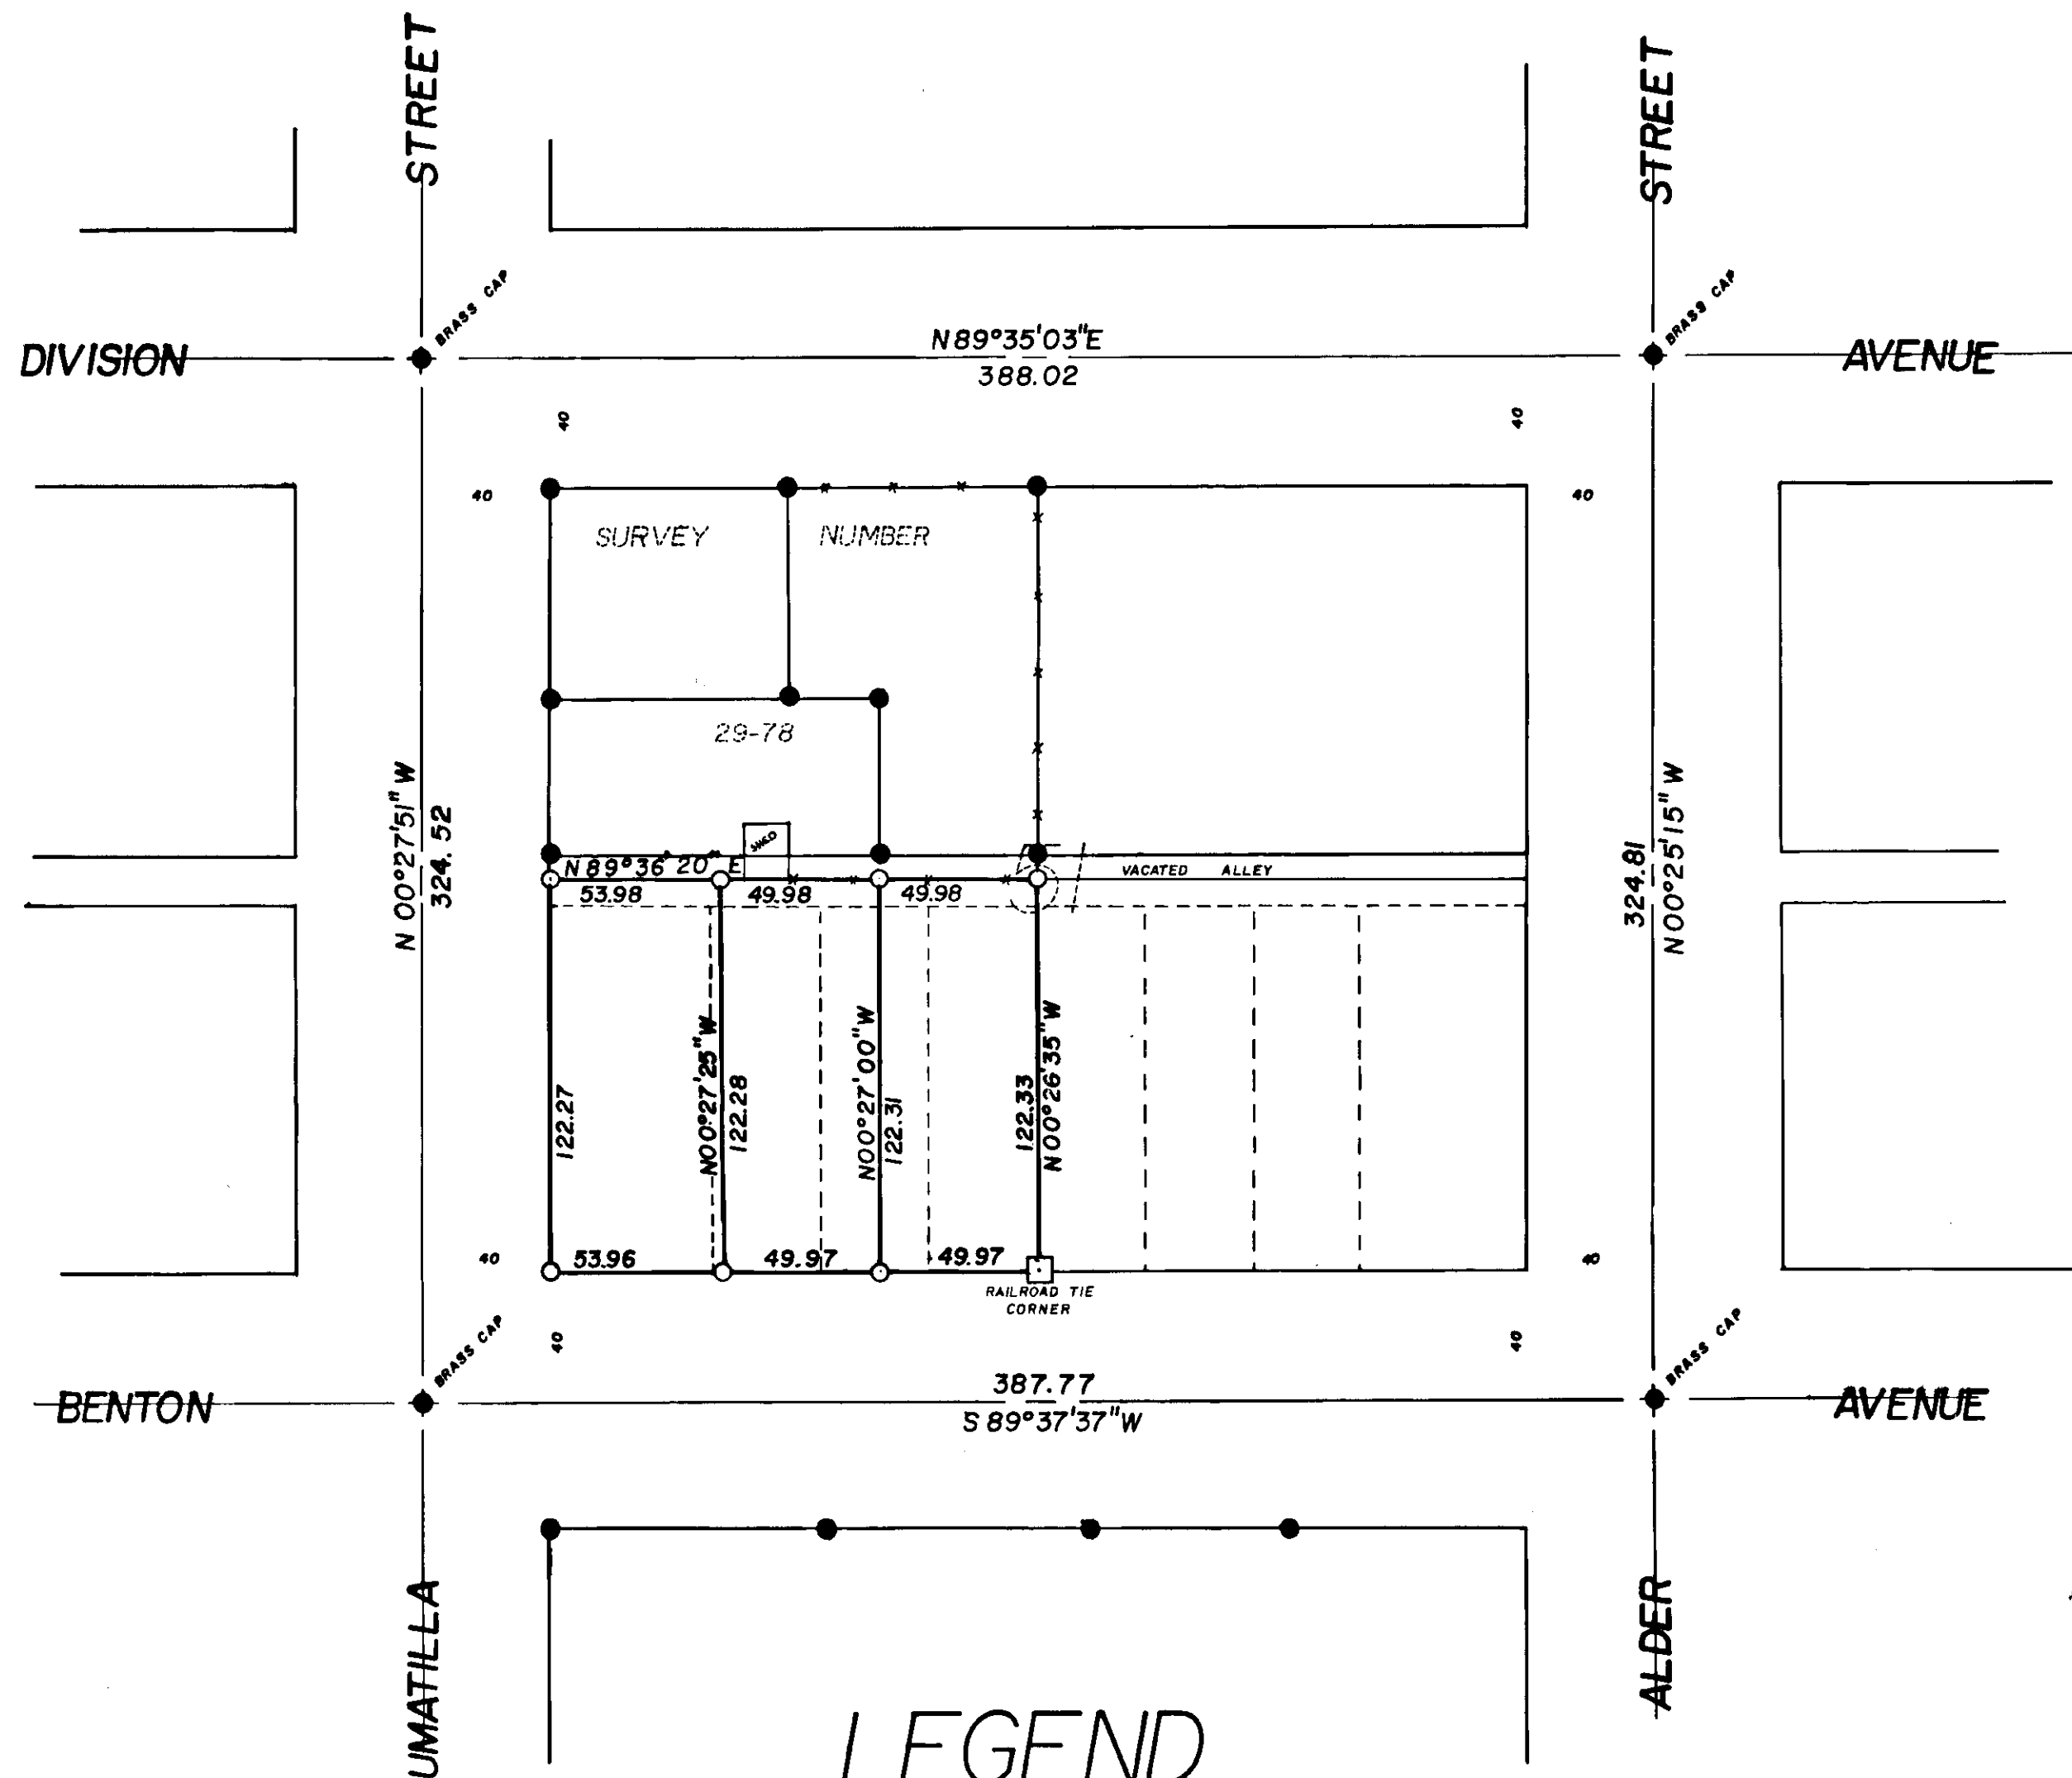 STREET
STREET
BRASS CAP
BRASS CAP
DIVISION
N89°35'03"E
388.02
AVENUE
40
40
40
40
SURVEY NUMBER
29-78
SHED
N 00°27'51" W
324.52
324.81
N00°25'15" W
N 89°36'20" E
VACATED ALLEY
53.98
49.98
49.98
122.27
N00°27'25" W
122.28
N00°27'00" W
122.31
122.33
N00°26'35" W
40
53.96
49.97
49.97
40
RAILROAD TIE
CORNER
40
40
BRASS CAP
BRASS CAP
BENTON
387.77
S 89°37'37" W
AVENUE
UMATILLA
ALDER
LEGEND